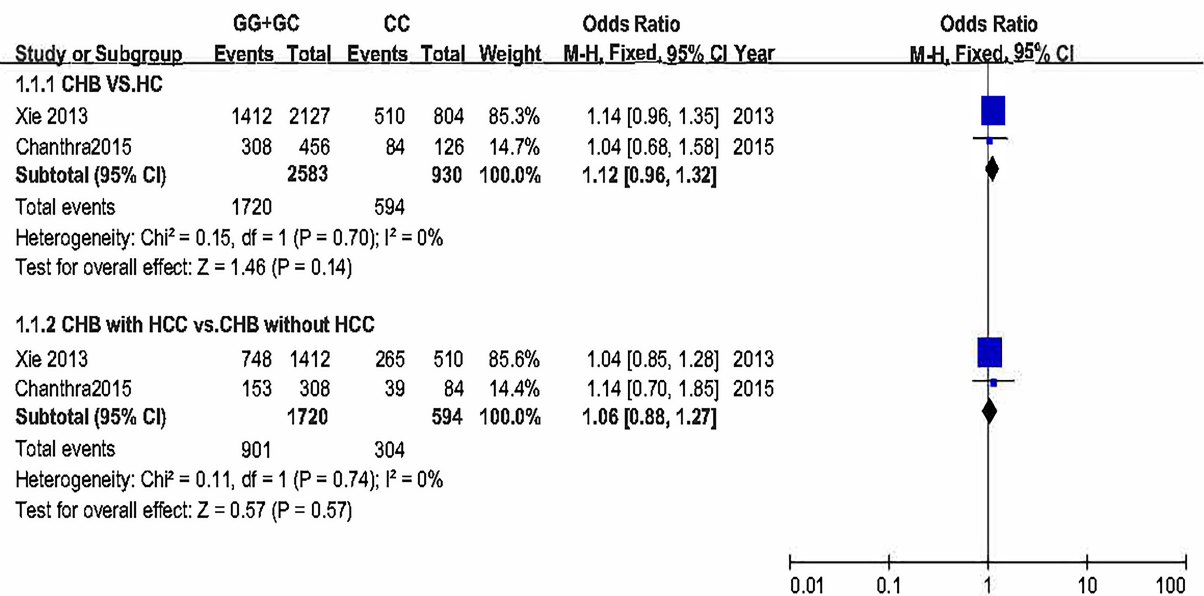 GG+GC CC Odds Ratio Odds Ratio
Study or Subgroup Events Total Events Total Weight M-H, Fixed, 95% CI Year M-H, Fixed, 95% CI
1.1.1 CHB VS.HC
Xie 2013 1412 2127 510 804 85.3% 1.14 [0.96, 1.35] 2013
Chanthra2015 308 456 84 126 14.7% 1.04 [0.68, 1.58] 2015
Subtotal (95% CI) 2583 930 100.0% 1.12 [0.96, 1.32]
Total events 1720 594
Heterogeneity: Chi² = 0.15, df = 1 (P = 0.70); I² = 0%
Test for overall effect: Z = 1.46 (P = 0.14)
1.1.2 CHB with HCC vs.CHB without HCC
Xie 2013 748 1412 265 510 85.6% 1.04 [0.85, 1.28] 2013
Chanthra2015 153 308 39 84 14.4% 1.14 [0.70, 1.85] 2015
Subtotal (95% CI) 1720 594 100.0% 1.06 [0.88, 1.27]
Total events 901 304
Heterogeneity: Chi² = 0.11, df = 1 (P = 0.74); I² = 0%
Test for overall effect: Z = 0.57 (P = 0.57)
0.01 0.1 1 10 100